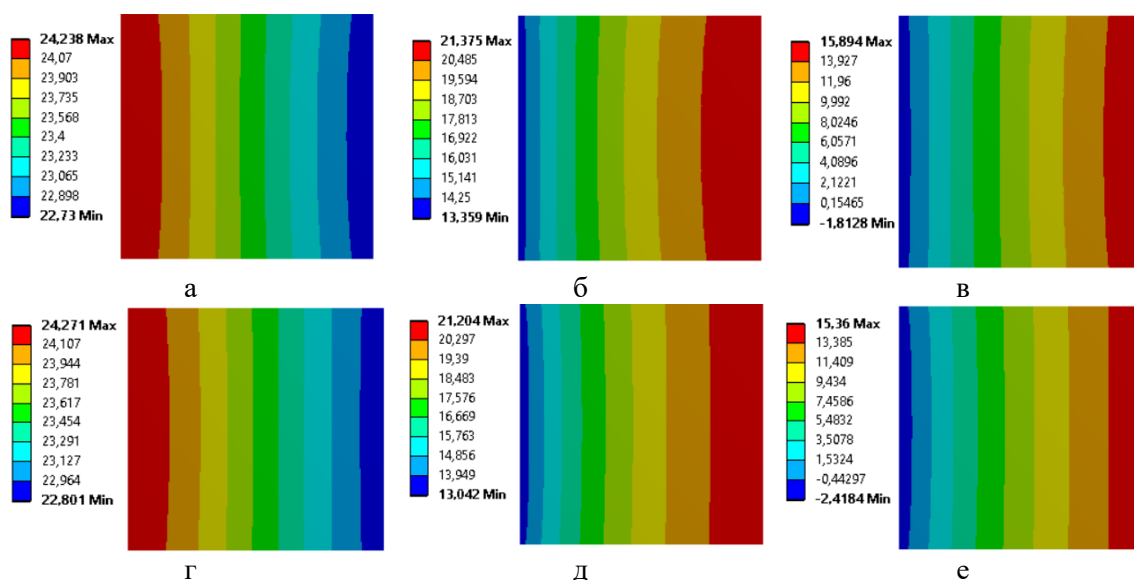 24,238 Max
24,07
23,903
23,735
23,568
23,4
23,233
23,065
22,898
22,73 Min
а
21,375 Max
20,485
19,594
18,703
17,813
16,922
16,031
15,141
14,25
13,359 Min
б
15,894 Max
13,927
11,96
9,992
8,0246
6,0571
4,0896
2,1221
0,15465
-1,8128 Min
в
24,271 Max
24,107
23,944
23,781
23,617
23,454
23,291
23,127
22,964
22,801 Min
г
21,204 Max
20,297
19,39
18,483
17,576
16,669
15,763
14,856
13,949
13,042 Min
д
15,36 Max
13,385
11,409
9,434
7,4586
5,4832
3,5078
1,5324
-0,44297
-2,4184 Min
е